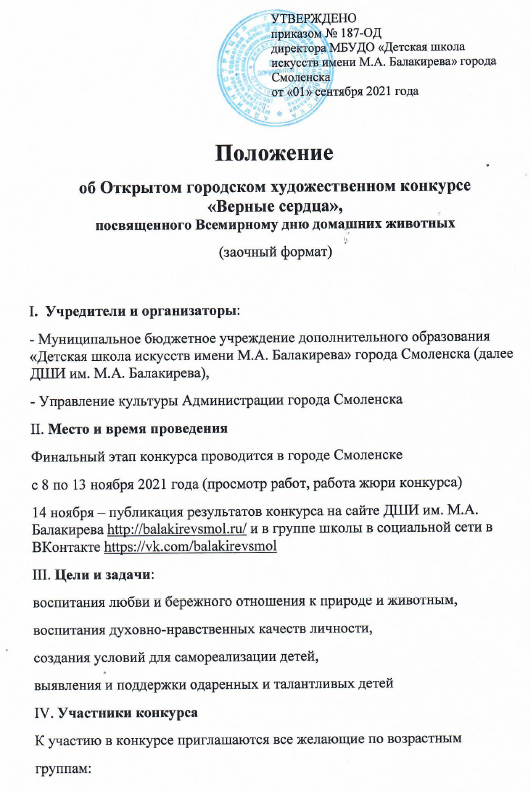 УТВЕРЖДЕНО
приказом № 187-ОД
директора МБУДО «Детская школа
искусств имени М.А. Балакирева» города
Смоленска
от «01» сентября 2021 года
Положение
об Открытом городском художественном конкурсе
«Верные сердца»,
посвященного Всемирному дню домашних животных
(заочный формат)
I. Учредители и организаторы:
- Муниципальное бюджетное учреждение дополнительного образования
«Детская школа искусств имени М.А. Балакирева» города Смоленска (далее
ДШИ им. М.А. Балакирева),
- Управление культуры Администрации города Смоленска
II. Место и время проведения
Финальный этап конкурса проводится в городе Смоленске
с 8 по 13 ноября 2021 года (просмотр работ, работа жюри конкурса)
14 ноября – публикация результатов конкурса на сайте ДШИ им. М.А.
Балакирева http://balakirevsmol.ru/ и в группе школы в социальной сети в
ВКонтакте https://vk.com/balakirevsmol
III. Цели и задачи:
воспитания любви и бережного отношения к природе и животным,
воспитания духовно-нравственных качеств личности,
создания условий для самореализации детей,
выявления и поддержки одаренных и талантливых детей
IV. Участники конкурса
К участию в конкурсе приглашаются все желающие по возрастным
группам: